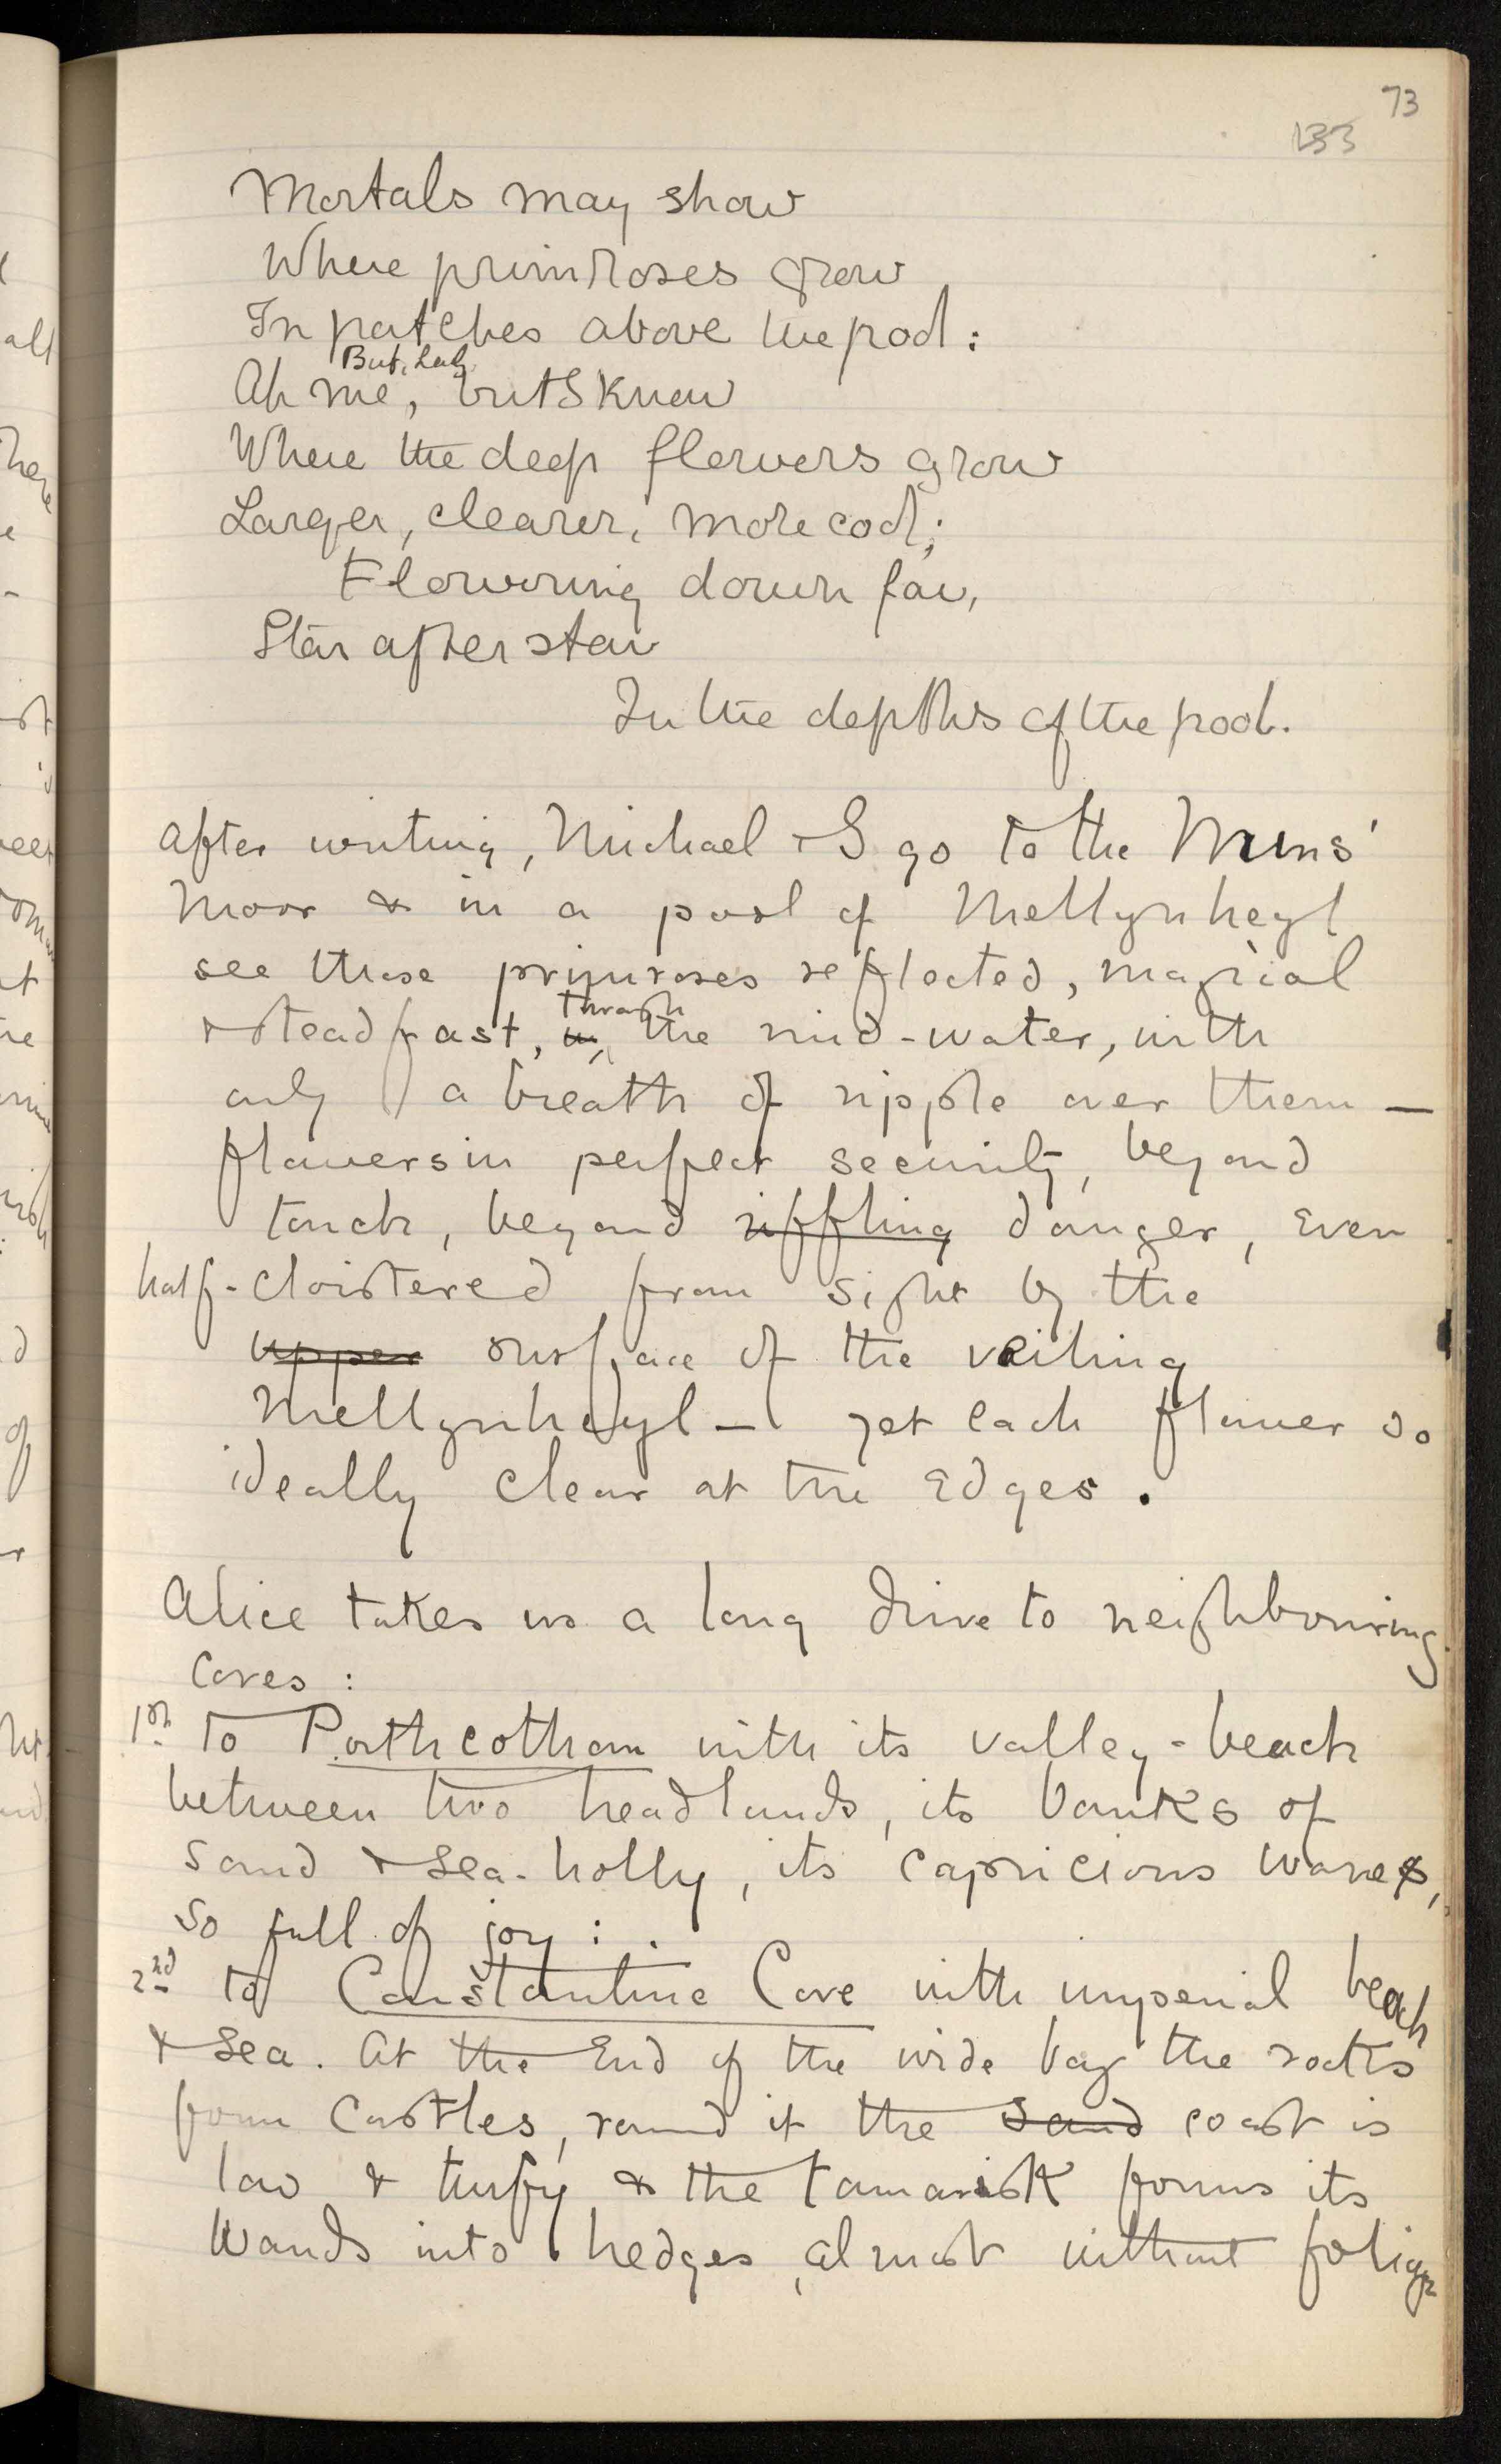 73
133
Mortals may show
Where primroses grow
In patches above the pool:
But, Lady,
Ah me, but I know
Where the deep flowers grow
Larger, clearer, more cool;
Flowering down far,
Star after star
In the depths of the pool.
After writing, Michael & I go to the Nuns'
Moor & in a pool of Mellynheyl
see these primroses reflected, magical
& steadfast, in through the mid-water, with
only a breath of ripple over them —
flowers in perfect security, beyond
touch, beyond riffling danger, even
half-cloistered from sight by the
upper surface of the veiling
Mellynheyl — yet each flower so
ideally clear at the edges.
Alice takes us a long drive to neighbouring
Coves:
1st to Porthcothan with its valley-beach
between two headlands, its banks of
sand & sea-holly, its capricious waves,
so full of joy:
2nd to Constantine Cove with imperial beach
& sea. At the End of the wide bay the rocks
form Castles, round it the sand coast is
low & turfy & the tamarisk forms its
wands into hedges, almost without foliage